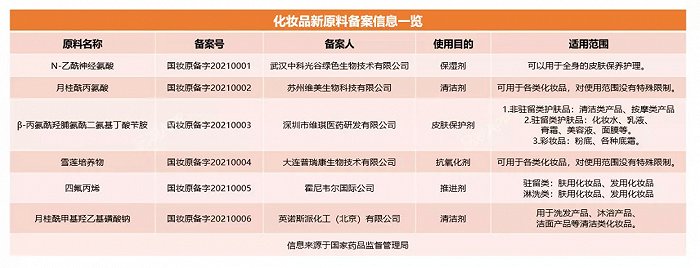 化妆品新原料备案信息一览
原料名称 备案号 备案人 使用目的 适用范围
N-乙酰神经氨酸 国妆原备字20210001 武汉中科光谷绿色生物技术有限公司 保湿剂 可以用于全身的皮肤保养护理。
月桂酰丙氨酸 国妆原备字20210002 苏州维美生物科技有限公司 清洁剂 可用于各类化妆品，对使用范围没有特殊限制。
β-丙氨酰羟脯氨酰二氨基丁酸苄胺 国妆原备字20210003 深圳市维琪医药研发有限公司 皮肤保护剂 1.非驻留类护肤品：清洁类产品、按摩类产品
2.驻留类护肤品：化妆水、乳液、
膏霜、美容液、面膜等。
3.彩妆品：粉底、各种底霜。
雪莲培养物 国妆原备字20210004 大连普瑞康生物技术有限公司 抗氧化剂 可用于各类化妆品，对使用范围没有特殊限制。
四氟丙烯 国妆原备字20210005 霍尼韦尔国际公司 推进剂 驻留类：肤用化妆品、发用化妆品
淋洗类：肤用化妆品、发用化妆品
月桂酰甲基羟乙基磺酸钠 国妆原备字20210006 英诺斯派化工（北京）有限公司 清洁剂 用于洗发产品、沐浴产品、
洁面产品等清洁类化妆品。
信息来源于国家药品监督管理局